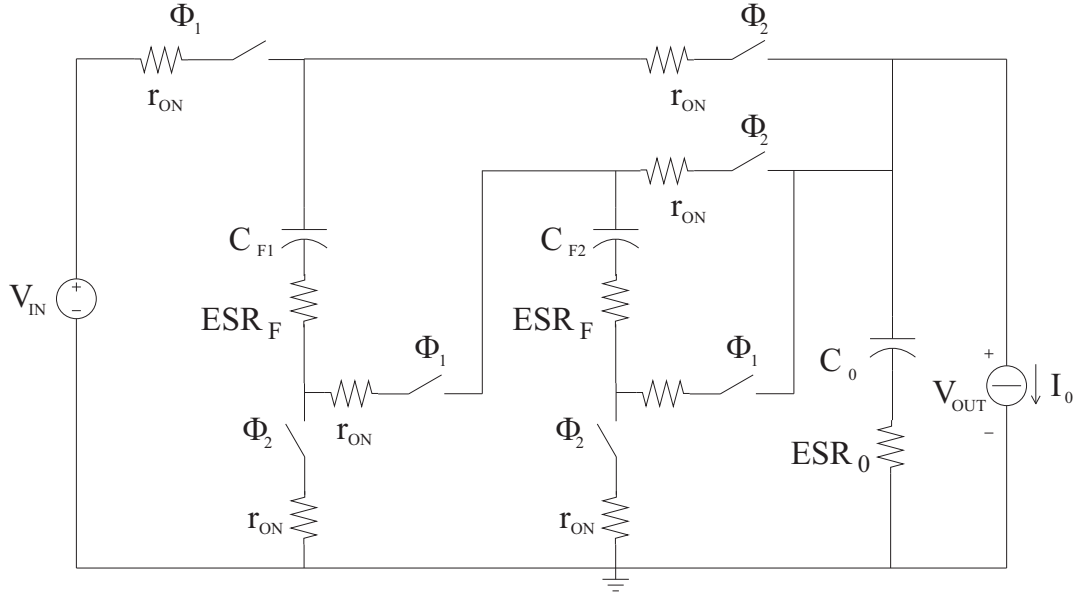 Φ1
Φ2
rON
rON
Φ2
rON
CF1
CF2
VIN
+
−
ESRF
ESRF
Φ1
Φ1
C0
+
VOUT
I0
−
rON
Φ2
Φ2
ESR0
rON
rON